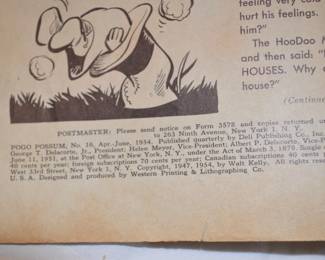 feeling very cold
hurt his feelings.
him?"
The HooDoo M
and then said: "
HOUSES. Why
house?"
(Continu
POSTMASTER: Please send notice on Form 3578 and copies returned un
to 263 Ninth Avenue, New York 1, N. Y.
POGO POSSUM, No. 16, Apr.-June, 1954. Published quarterly by Dell Publishing Co., Inc.
George T. Delacorte, Jr., President; Helen Meyer, Vice-President; Albert P. Delacorte, Vice-P
June 11, 1951, at the Post Office at New York, N. Y., under the Act of March 3, 1879. Single
40 cents per year; foreign subscriptions 70 cents per year; Canadian subscriptions 40 cents
West 33rd Street, New York, N. Y. Copyright, 1947, 1954, by Walt Kelly. All rights rese
U. S. A. Designed and produced by Western Printing & Lithographing Co.